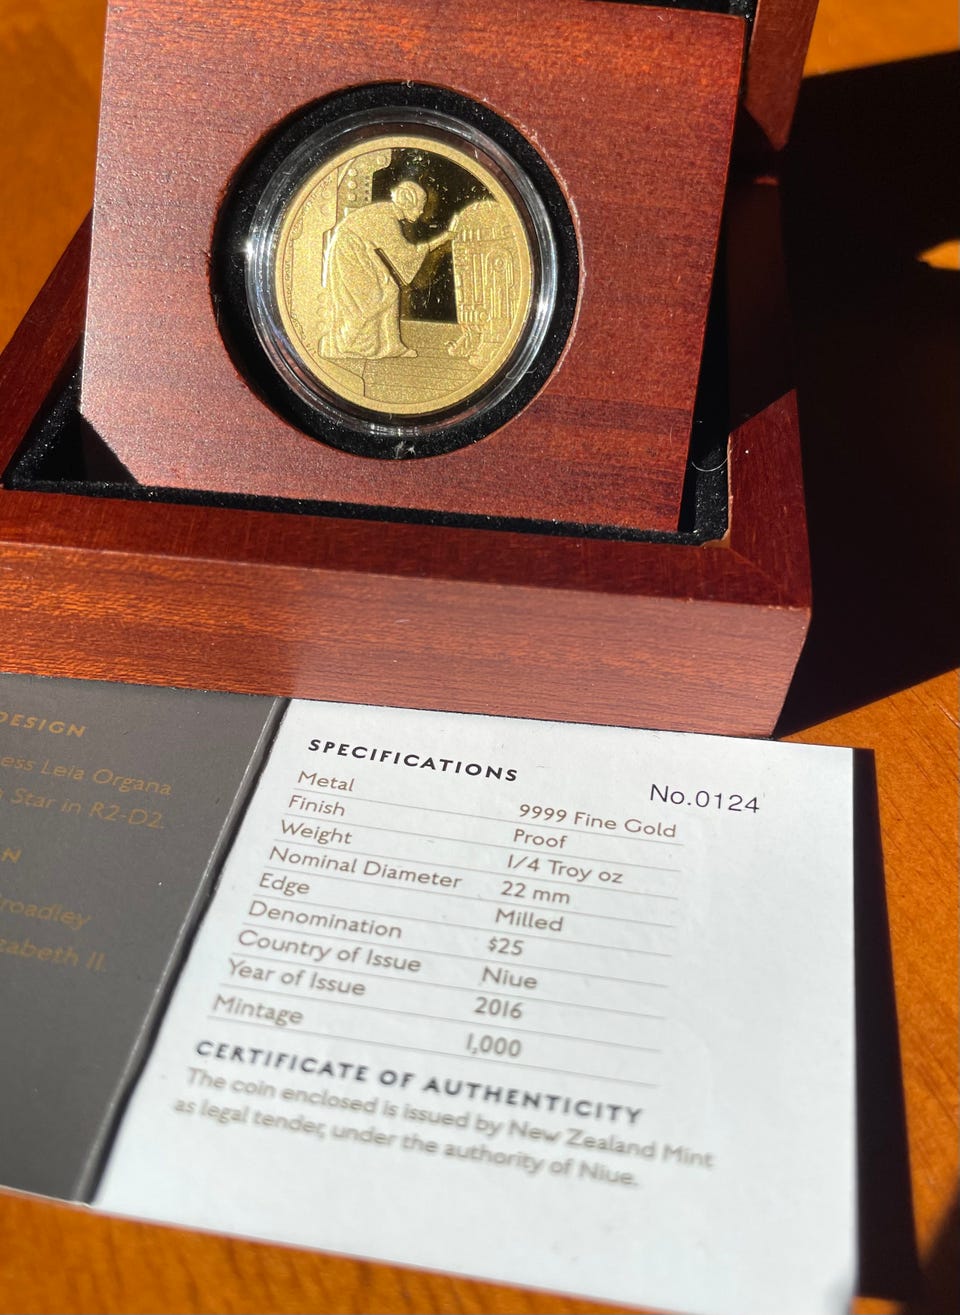 DESIGN
ess Leia Organa
Star in R2-D2.
N
roadley
zabeth II.
SPECIFICATIONS
No.0124
Metal 9999 Fine Gold
Finish Proof
Weight 1/4 Troy oz
Nominal Diameter 22 mm
Edge Milled
Denomination $25
Country of Issue Niue
Year of Issue 2016
Mintage 1,000
CERTIFICATE OF AUTHENTICITY
The coin enclosed is issued by New Zealand Mint
as legal tender, under the authority of Niue.